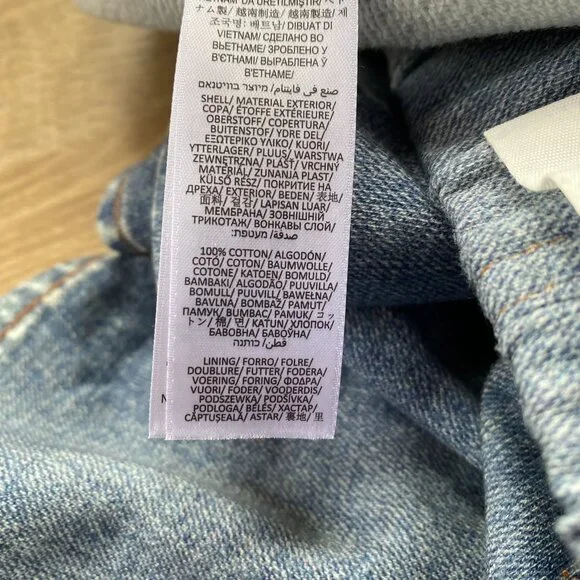 VIETNAM'DA ÜRETİLMİŞTİR/ ベト
ナム製/ 越南制造/ 越南製造/ 제
조국명: 베트남/ DIBUAT DI
VIETNAM/ СДЕЛАНО ВО
ВЬЕТНАМЕ/ ЗРОБЛЕНО У
В'ЄТНАМІ/ ВЫРАБЛЕНА Ў
В'ЕТНАМЕ/
صنع في فايتنام/ מיוצר בווייטנאם
SHELL/ MATERIAL EXTERIOR/
COPA/ ÉTOFFE EXTÉRIEURE/
OBERSTOFF/ COPERTURA/
BUITENSTOF/ YDRE DEL/
ΕΞΩΤΕΡΙΚΟ ΥΛΙΚΟ/ KUORI/
YTTERLAGER/ PLUUS/ WARSTWA
ZEWNĘTRZNA/ PLÁŠŤ/ VRCHNÝ
MATERIÁL/ ZUNANJA PLAST/
KÜLSŐ RÉSZ/ ПОКРИТИЕ НА
ДРЕХА/ EXTERIOR/ BEDEN/ 表地/
面料/ 겉감/ LAPISAN LUAR/
МЕМБРАНА/ ЗОВНІШНІЙ
ТРИКОТАЖ/ ВОНКАВЫ СЛОЙ/
صدفة/ מעטפת:
100% COTTON/ ALGODÓN/
COTÓ/ COTON/ BAUMWOLLE/
COTONE/ KATOEN/ BOMULD/
ΒΑΜΒΑΚΙ/ ALGODÃO/ PUUVILLA/
BOMULL/ PUUVILL/ BAWEŁNA/
BAVLNA/ BOMBAŽ/ PAMUT/
ПАМУК/ BUMBAC/ PAMUK/ コッ
トン/ 棉/ 면/ KATUN/ ХЛОПОК/
БАВОВНА/ БАВОЎНА/
قطن/ כותנה
LINING/ FORRO/ FOLRE/
DOUBLURE/ FUTTER/ FODERA/
VOERING/ FORING/ ΦΟΔΡΑ/
VUORI/ FODER/ VOODERDIS/
PODSZEWKA/ PODŠÍVKA/
PODLOGA/ BÉLÉS/ ХАСТАР/
CĂPTUȘEALĂ/ ASTAR/ 裏地/ 里